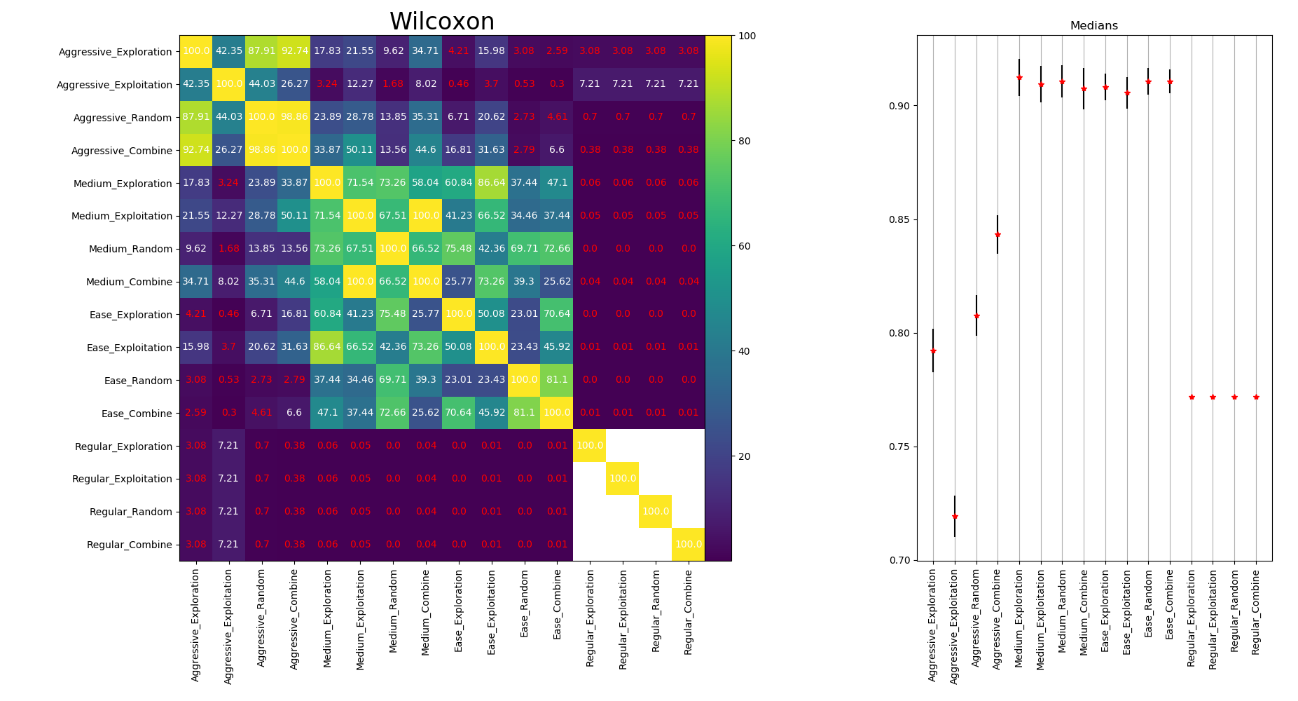 Wilcoxon
Aggressive_Exploration 100.0 42.35 87.91 92.74 17.83 21.55 9.62 34.71 4.21 15.98 3.08 2.59 3.08 3.08 3.08 3.08
Aggressive_Exploitation 42.35 100.0 44.03 26.27 3.24 12.27 1.68 8.02 0.46 3.7 0.53 0.3 7.21 7.21 7.21 7.21
Aggressive_Random 87.91 44.03 100.0 98.86 23.89 28.78 13.85 35.31 6.71 20.62 2.73 4.61 0.7 0.7 0.7 0.7
Aggressive_Combine 92.74 26.27 98.86 100.0 33.87 50.11 13.56 44.6 16.81 31.63 2.79 6.6 0.38 0.38 0.38 0.38
Medium_Exploration 17.83 3.24 23.89 33.87 100.0 71.54 73.26 58.04 60.84 86.64 37.44 47.1 0.06 0.06 0.06 0.06
Medium_Exploitation 21.55 12.27 28.78 50.11 71.54 100.0 67.51 100.0 41.23 66.52 34.46 37.44 0.05 0.05 0.05 0.05
Medium_Random 9.62 1.68 13.85 13.56 73.26 67.51 100.0 66.52 75.48 42.36 69.71 72.66 0.0 0.0 0.0 0.0
Medium_Combine 34.71 8.02 35.31 44.6 58.04 100.0 66.52 100.0 25.77 73.26 39.3 25.62 0.04 0.04 0.04 0.04
Ease_Exploration 4.21 0.46 6.71 16.81 60.84 41.23 75.48 25.77 100.0 50.08 23.01 70.64 0.0 0.0 0.0 0.0
Ease_Exploitation 15.98 3.7 20.62 31.63 86.64 66.52 42.36 73.26 50.08 100.0 23.43 45.92 0.01 0.01 0.01 0.01
Ease_Random 3.08 0.53 2.73 2.79 37.44 34.46 69.71 39.3 23.01 23.43 100.0 81.1 0.0 0.0 0.0 0.0
Ease_Combine 2.59 0.3 4.61 6.6 47.1 37.44 72.66 25.62 70.64 45.92 81.1 100.0 0.01 0.01 0.01 0.01
Regular_Exploration 3.08 7.21 0.7 0.38 0.06 0.05 0.0 0.04 0.0 0.01 0.0 0.01 100.0
Regular_Exploitation 3.08 7.21 0.7 0.38 0.06 0.05 0.0 0.04 0.0 0.01 0.0 0.01 100.0
Regular_Random 3.08 7.21 0.7 0.38 0.06 0.05 0.0 0.04 0.0 0.01 0.0 0.01 100.0
Regular_Combine 3.08 7.21 0.7 0.38 0.06 0.05 0.0 0.04 0.0 0.01 0.0 0.01 100.0
Aggressive_Exploration
Aggressive_Exploitation
Aggressive_Random
Aggressive_Combine
Medium_Exploration
Medium_Exploitation
Medium_Random
Medium_Combine
Ease_Exploration
Ease_Exploitation
Ease_Random
Ease_Combine
Regular_Exploration
Regular_Exploitation
Regular_Random
Regular_Combine
100
80
60
40
20
Medians
0.90
0.85
0.80
0.75
0.70
Aggressive_Exploration
Aggressive_Exploitation
Aggressive_Random
Aggressive_Combine
Medium_Exploration
Medium_Exploitation
Medium_Random
Medium_Combine
Ease_Exploration
Ease_Exploitation
Ease_Random
Ease_Combine
Regular_Exploration
Regular_Exploitation
Regular_Random
Regular_Combine